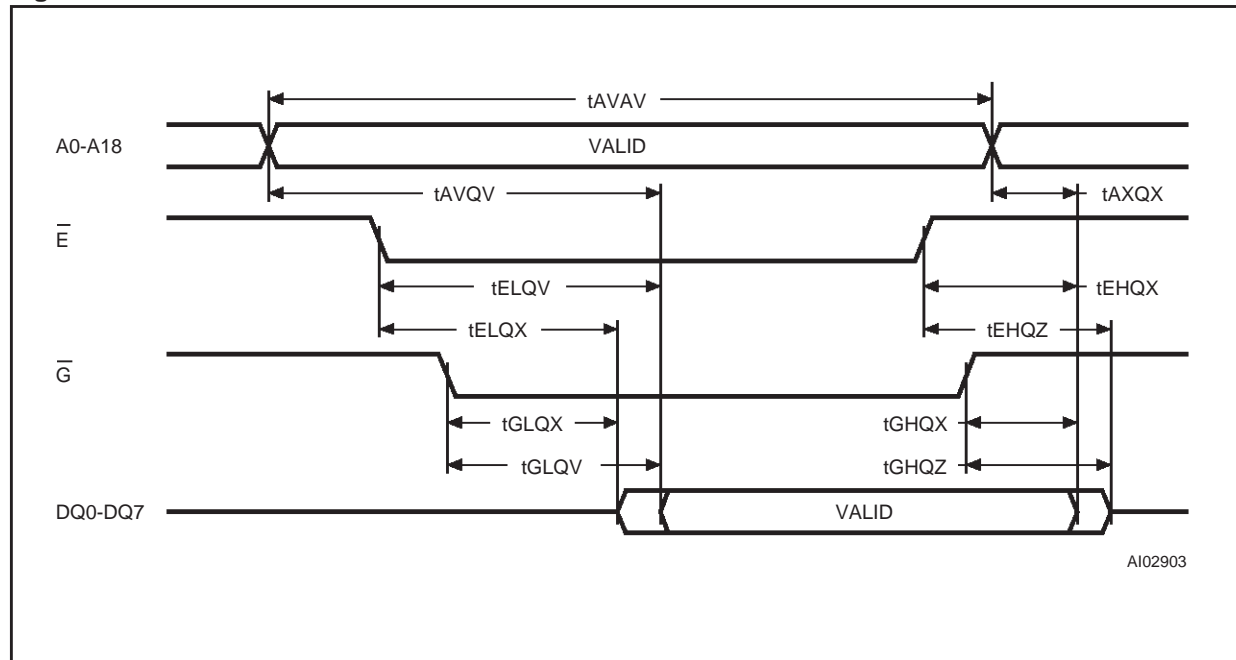 tAVAV
A0-A18
VALID
tAVQV
tAXQX
E
tELQV
tEHQX
tELQX
tEHQZ
G
tGLQX
tGHQX
tGLQV
tGHQZ
DQ0-DQ7
VALID
AI02903